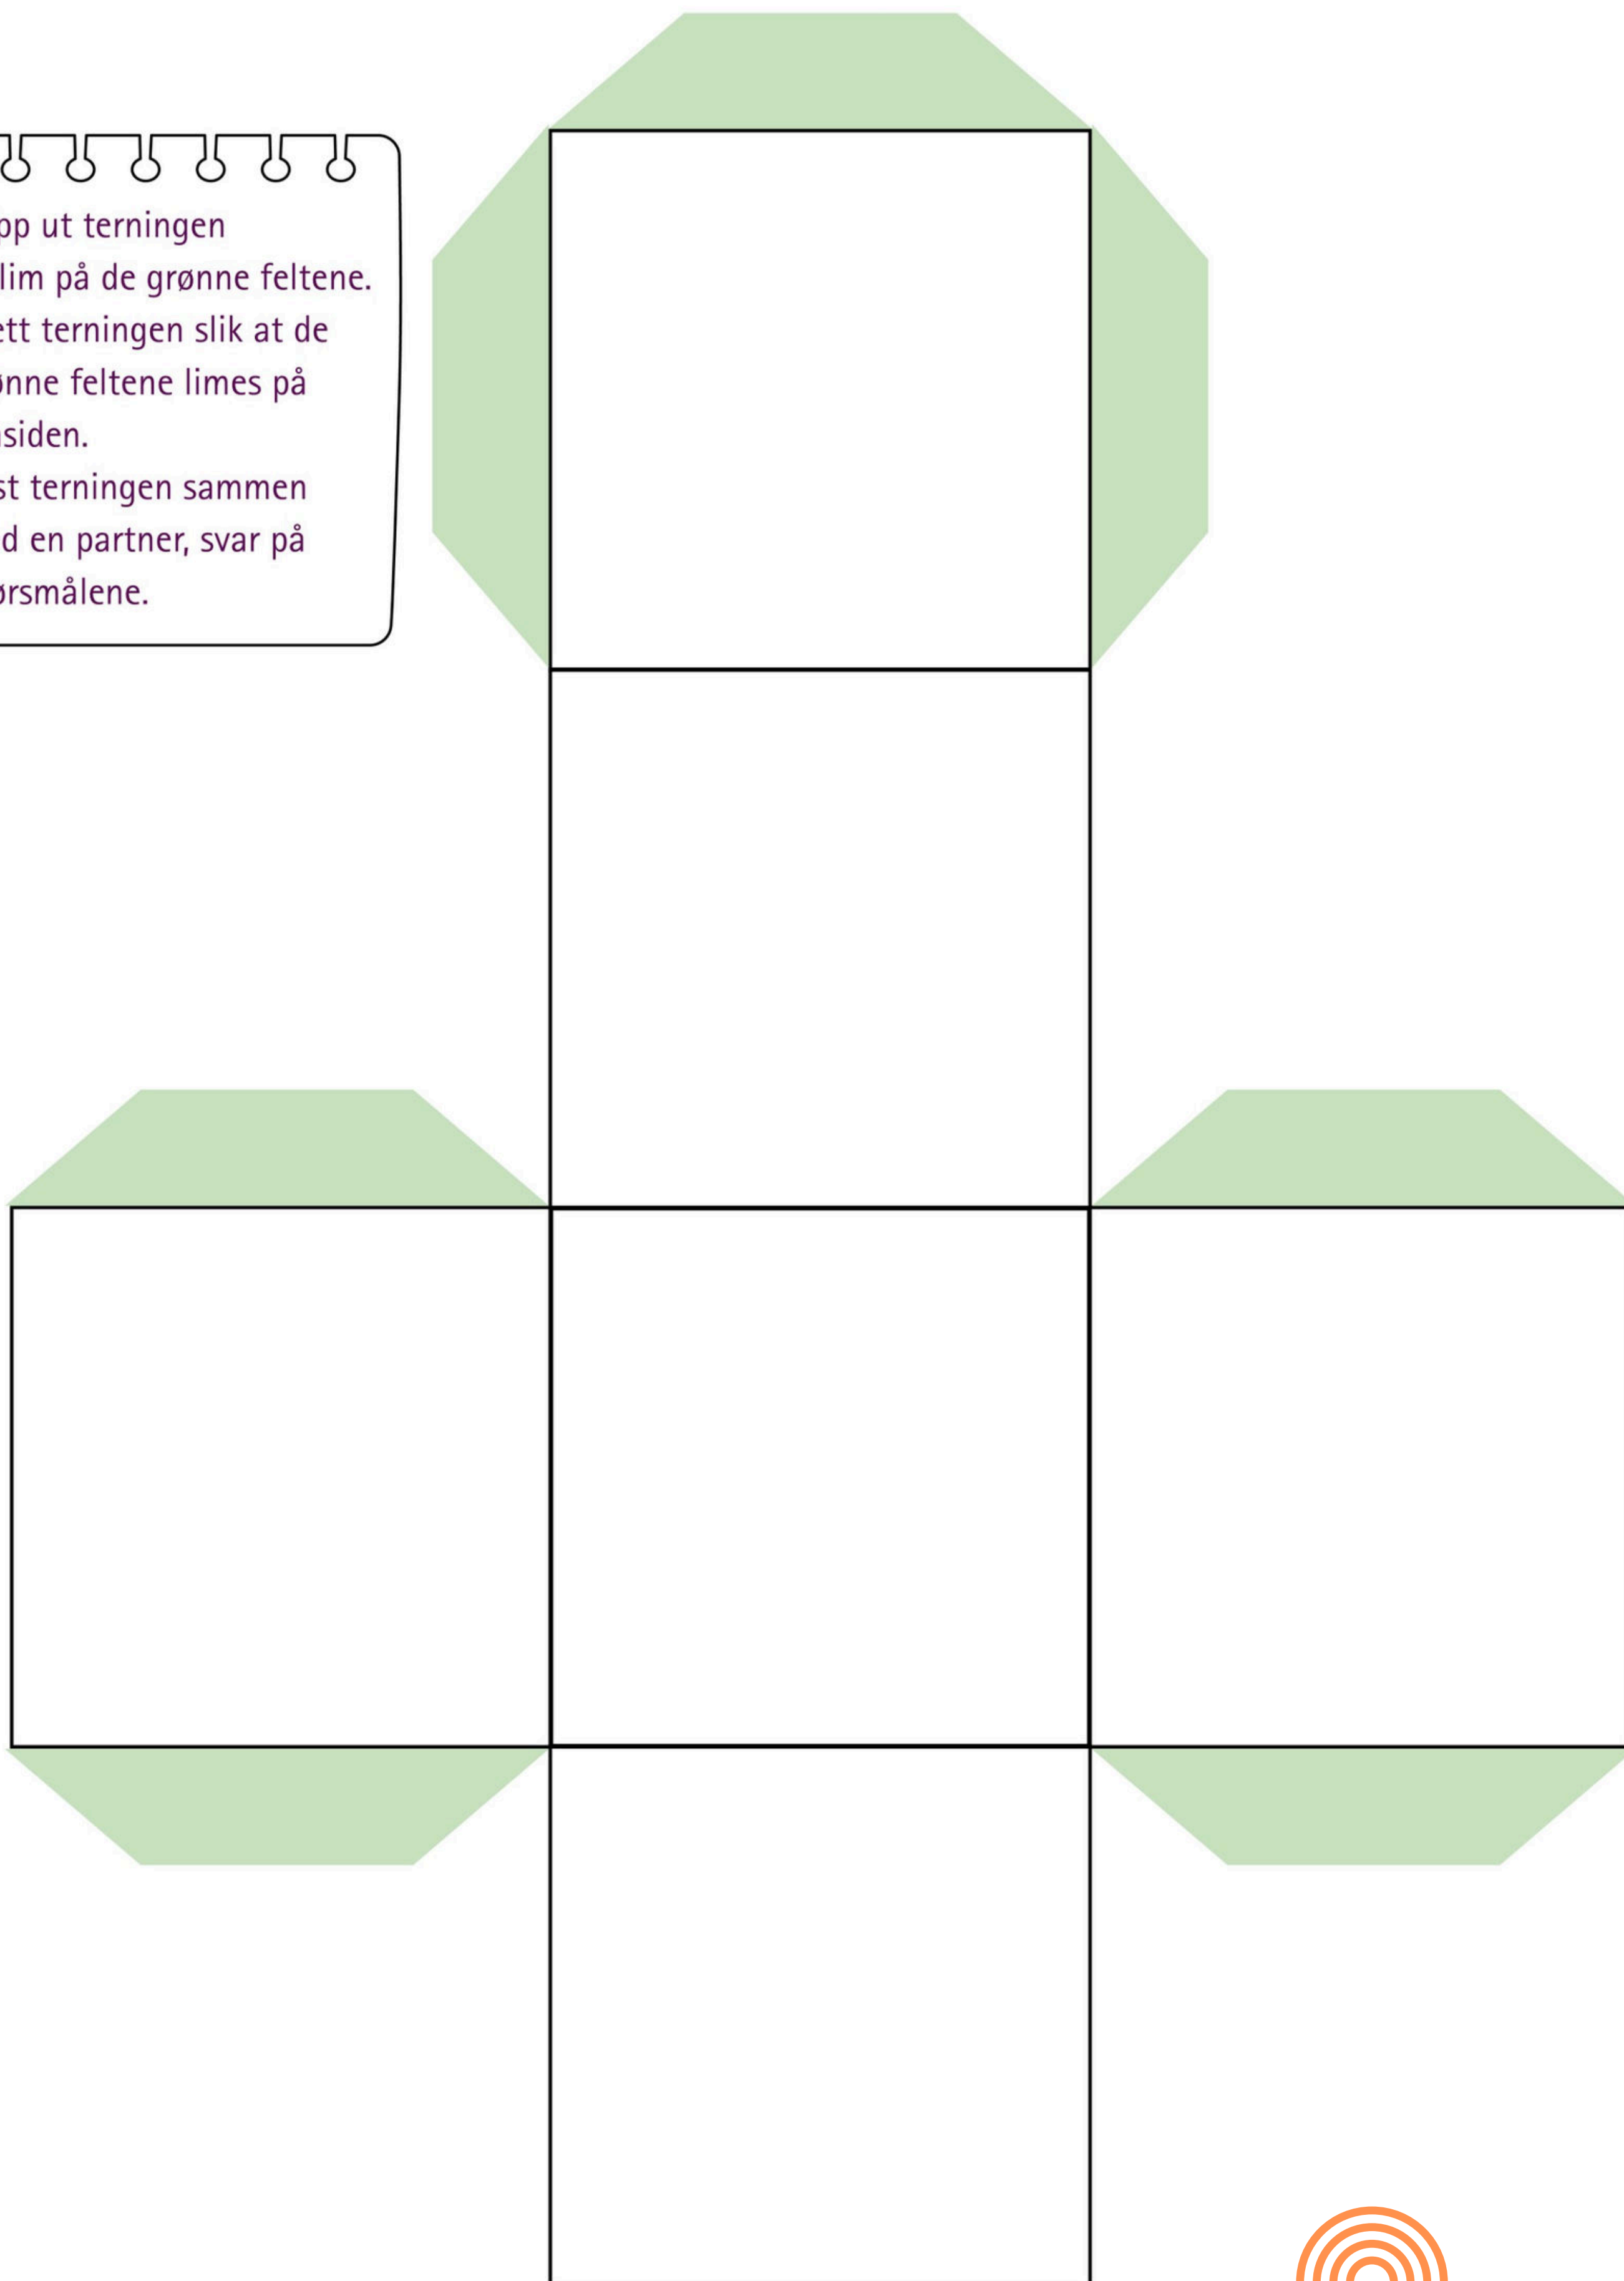 pp ut terningen
lim på de grønne feltene.
ett terningen slik at de
ønne feltene limes på
siden.
st terningen sammen
d en partner, svar på
ørsmålene.